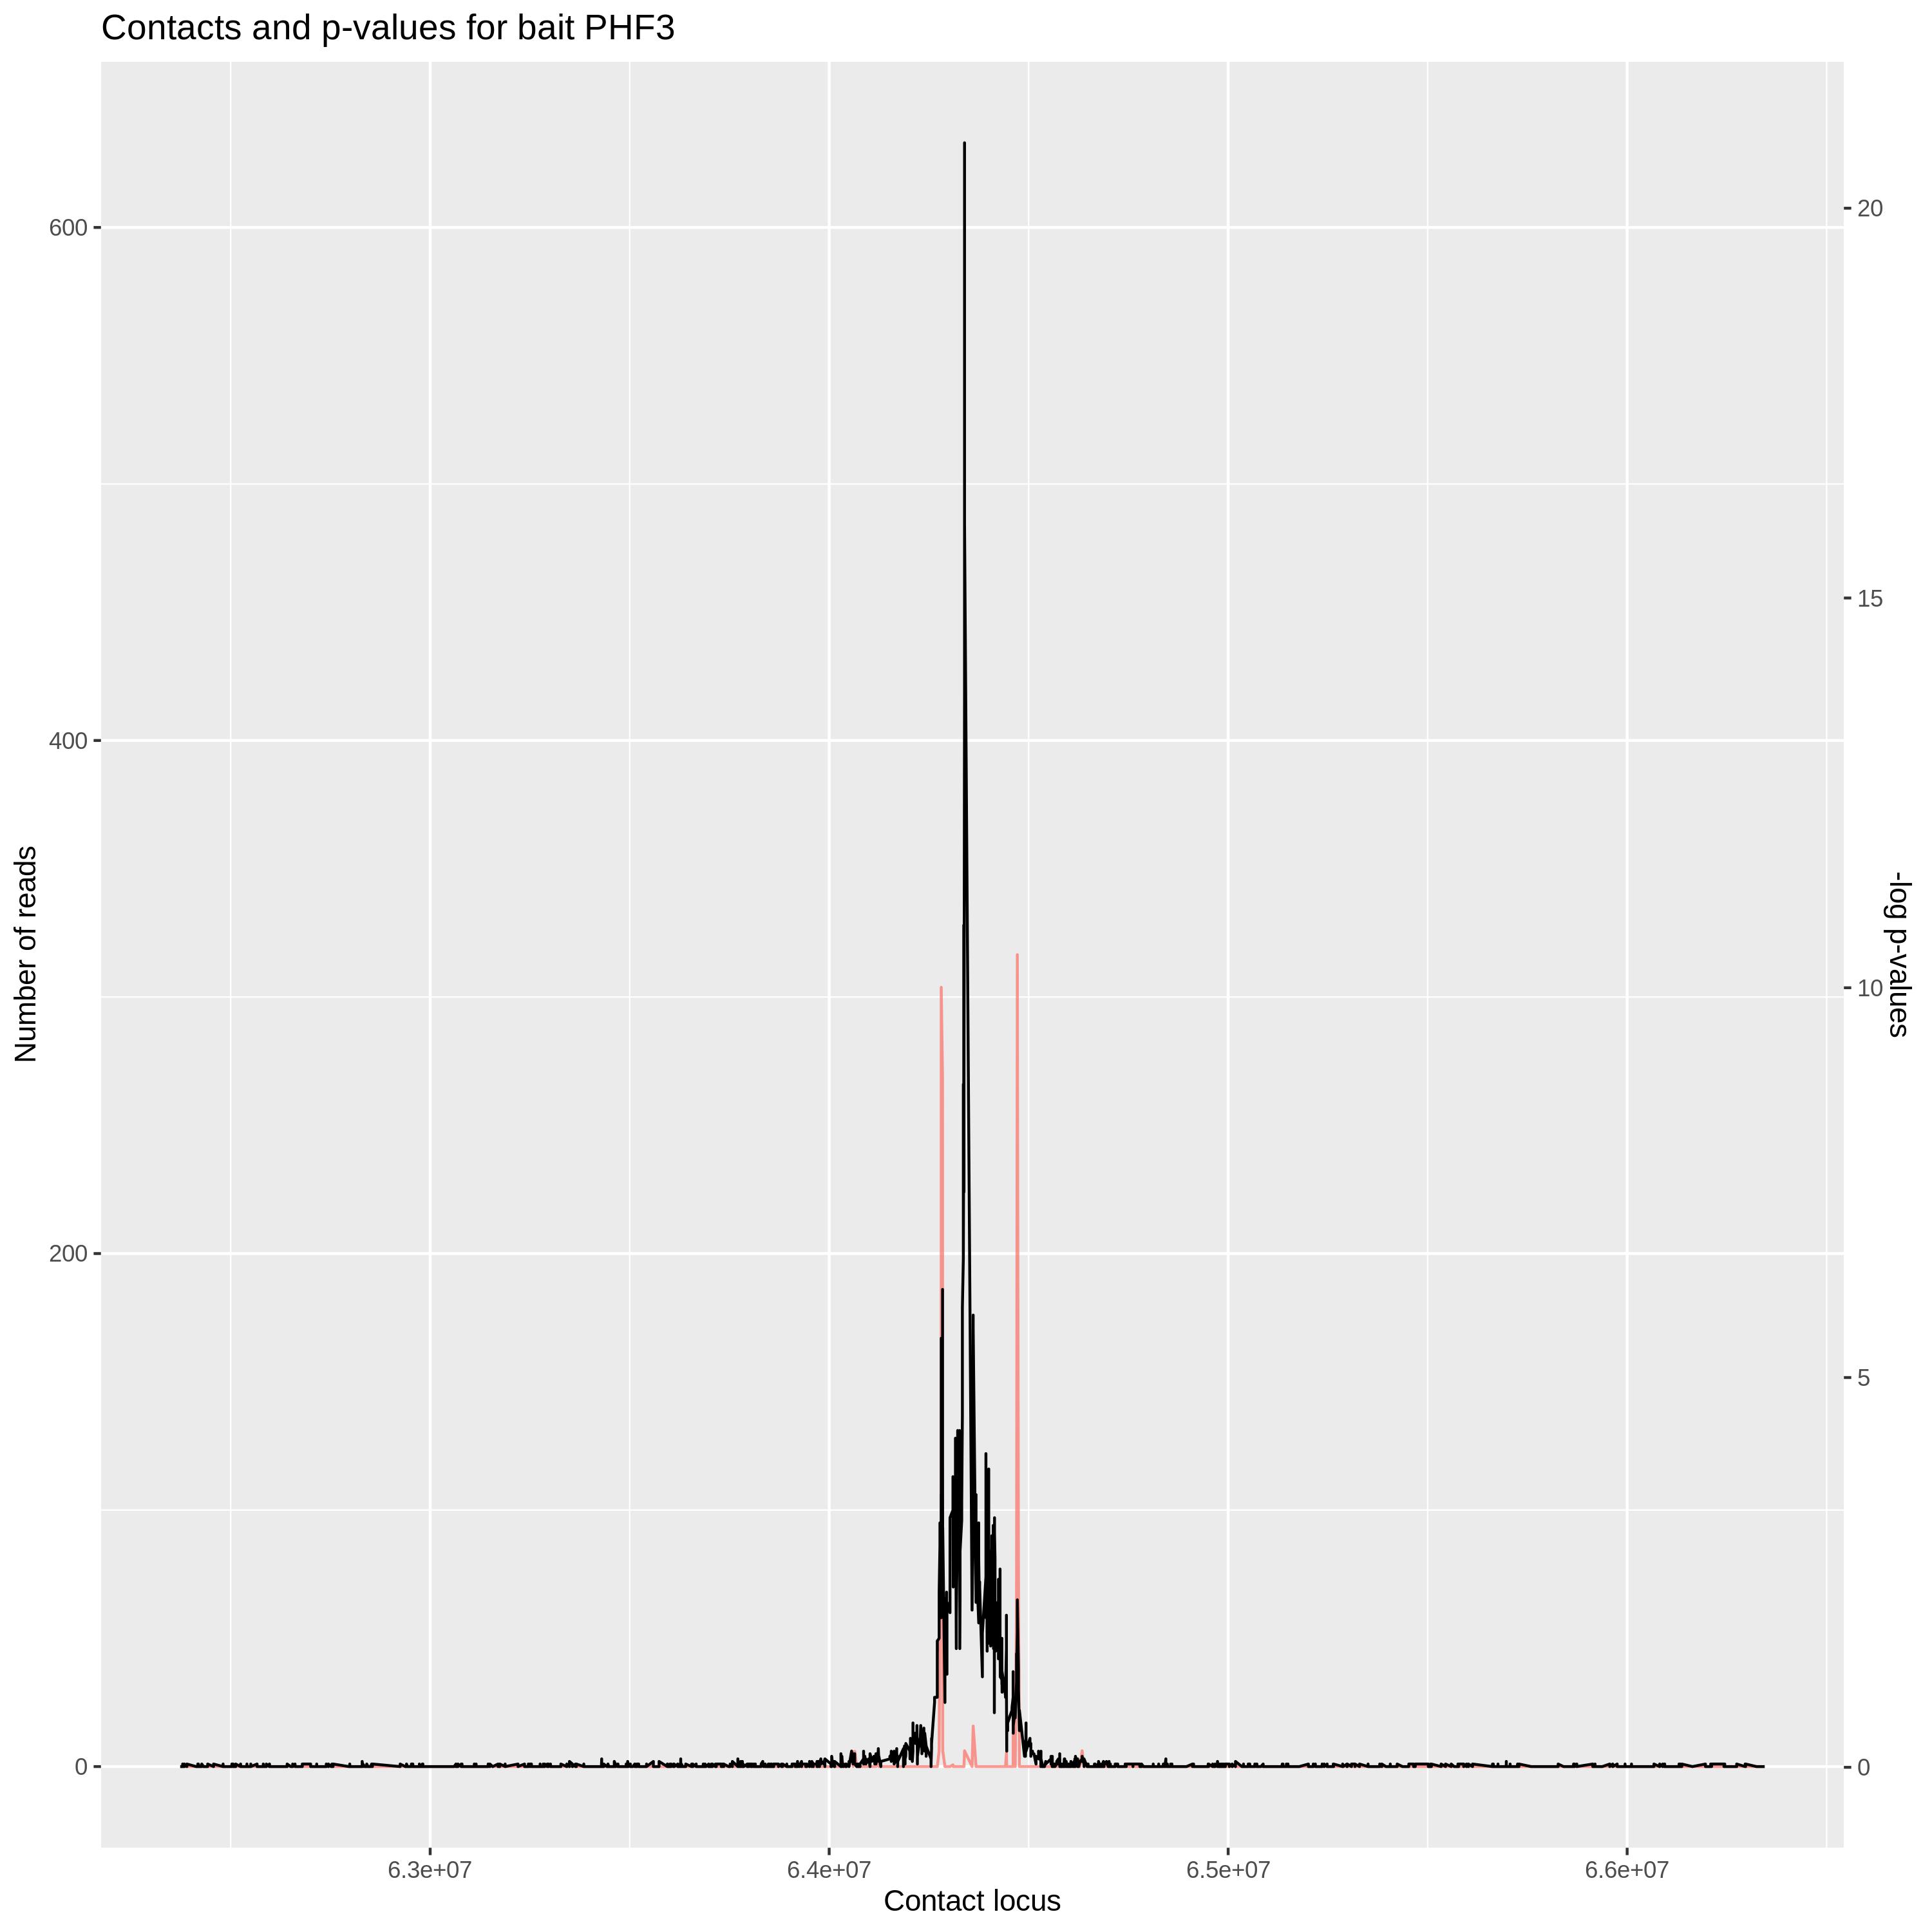 Contacts and p-values for bait PHF3
600
400
200
0
Number of reads
20
15
10
5
0
-log p-values
6.3e+07
6.4e+07
6.5e+07
6.6e+07
Contact locus